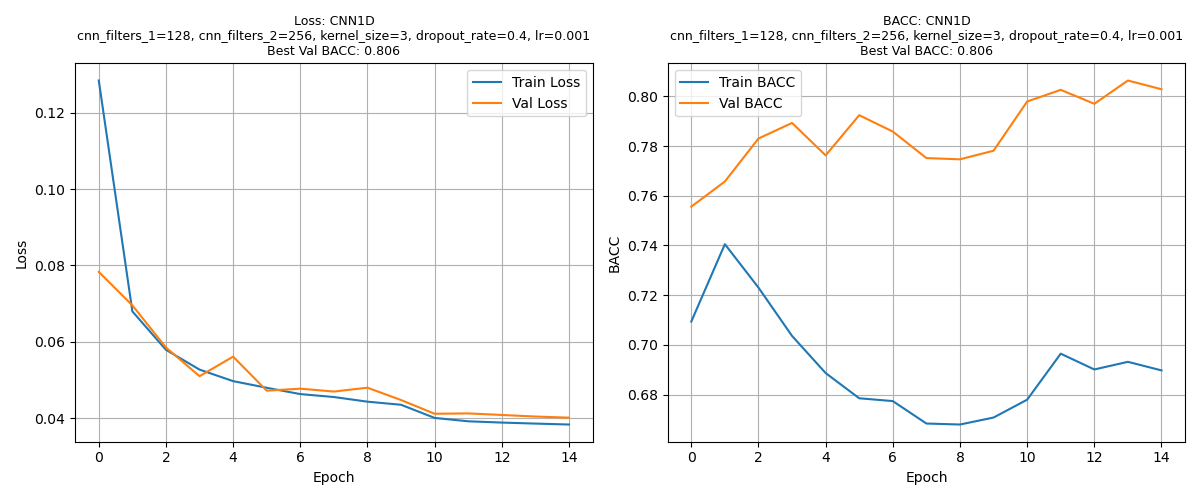 Loss: CNN1D
cnn_filters_1=128, cnn_filters_2=256, kernel_size=3, dropout_rate=0.4, lr=0.001
Best Val BACC: 0.806
Train Loss
Val Loss
0.12
0.10
0.08
0.06
0.04
Loss
0 2 4 6 8 10 12 14
Epoch
BACC: CNN1D
cnn_filters_1=128, cnn_filters_2=256, kernel_size=3, dropout_rate=0.4, lr=0.001
Best Val BACC: 0.806
Train BACC
Val BACC
0.80
0.78
0.76
0.74
0.72
0.70
0.68
BACC
0 2 4 6 8 10 12 14
Epoch